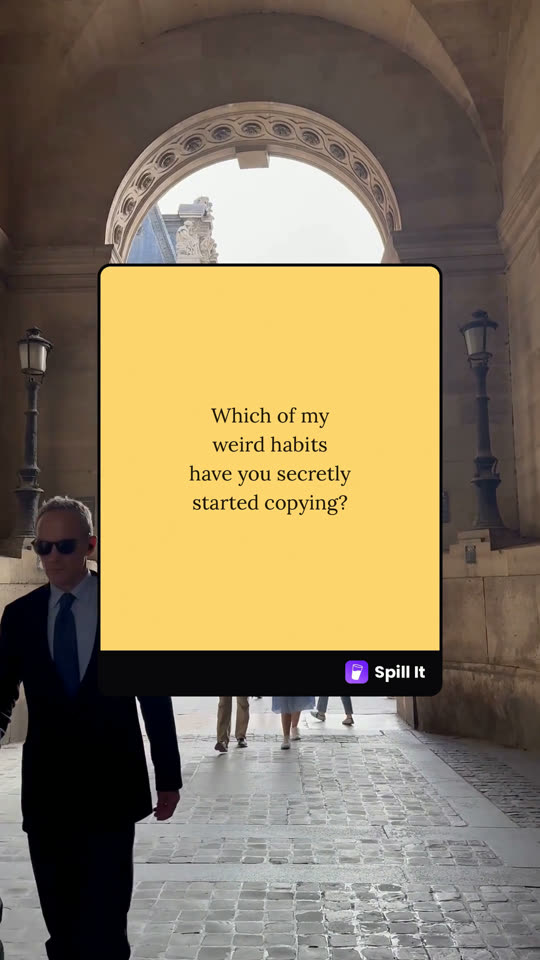 Which of my
weird habits
have you secretly
started copying?
Spill It